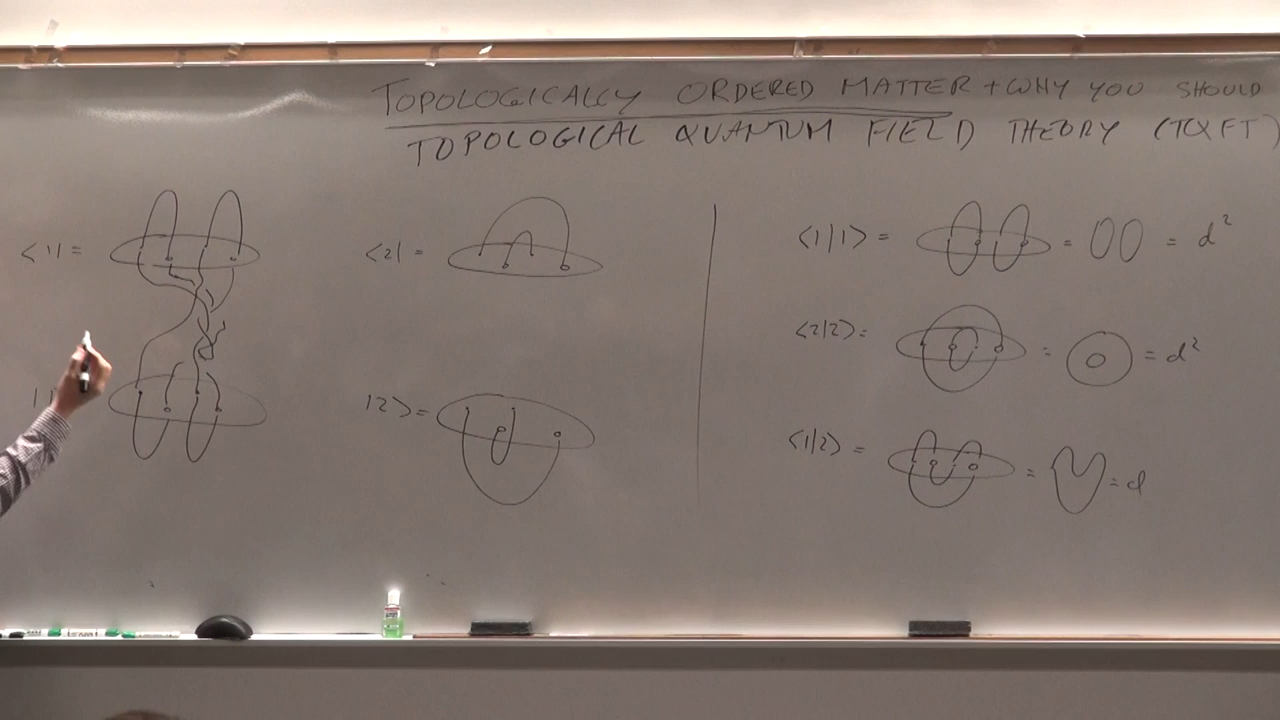 TOPOLOGICALLY ORDERED MATTER + WHY YOU SHOULD
TOPOLOGICAL QUANTUM FIELD THEORY (TQFT)
<1| =
<2| =
|2> =
<1|1> = = = d²
<2|2> = = = d²
<1|2> = = = d